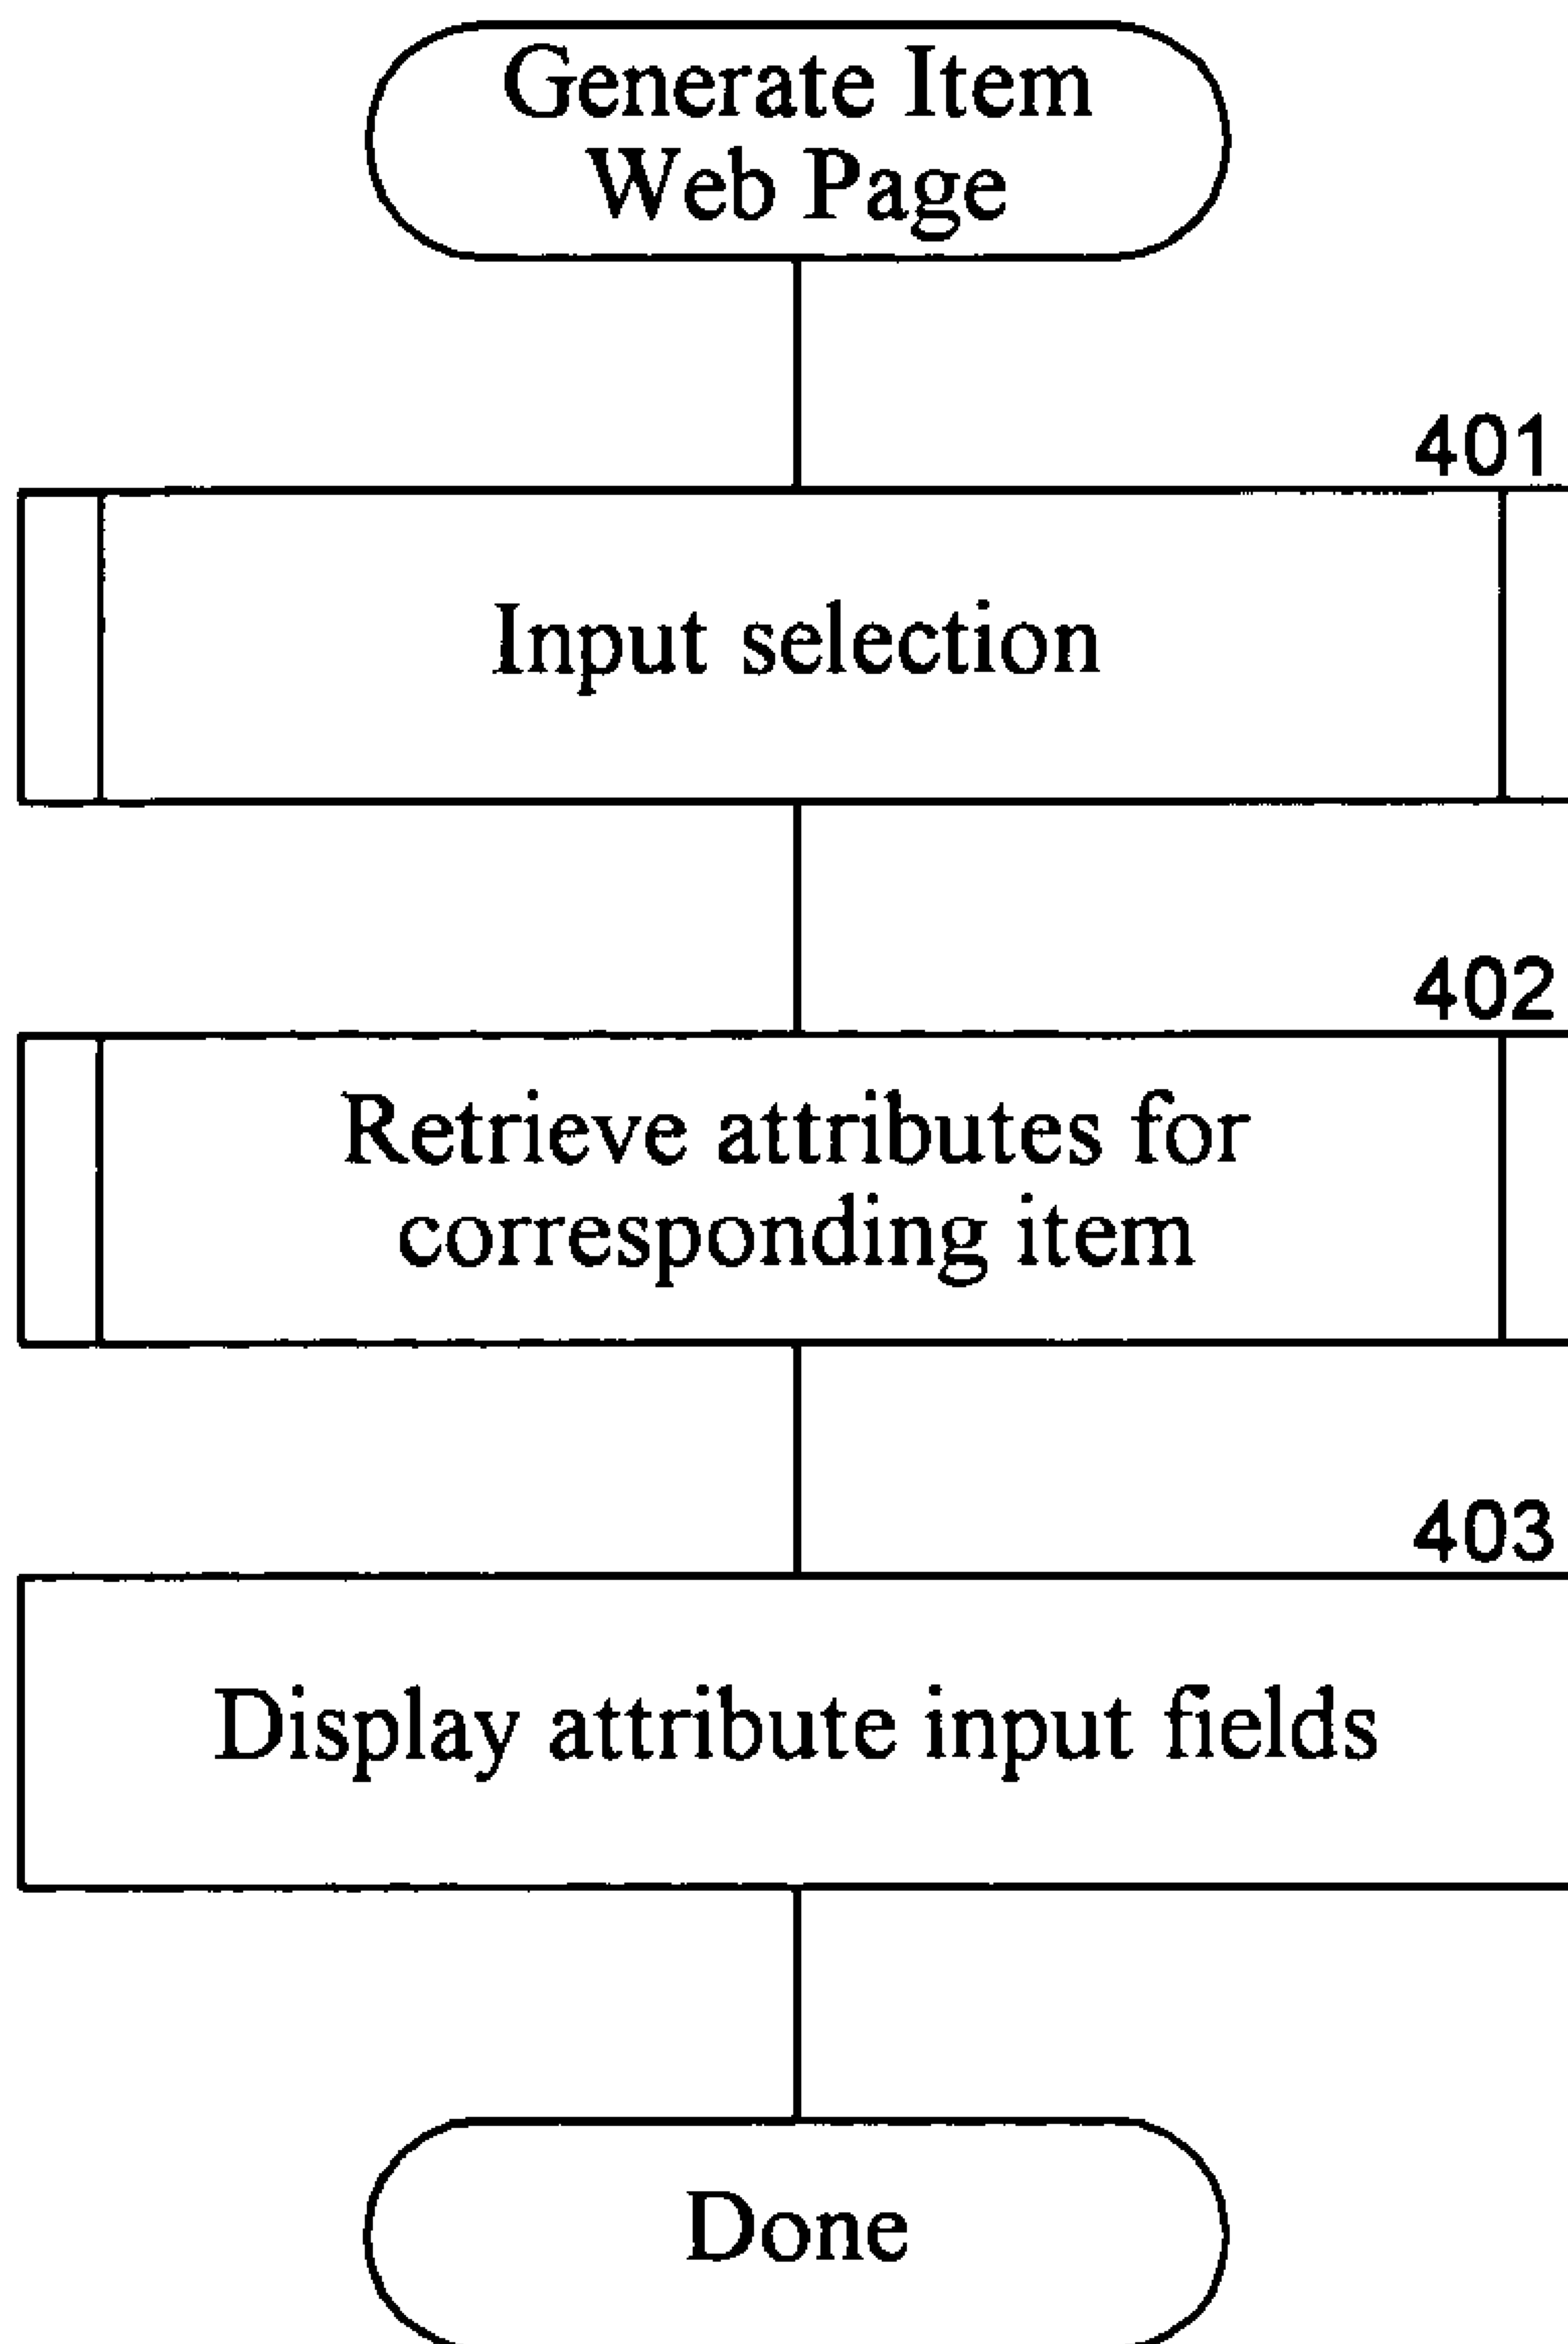 Generate Item
Web Page
401
Input selection
402
Retrieve attributes for
corresponding item
403
Display attribute input fields
Done